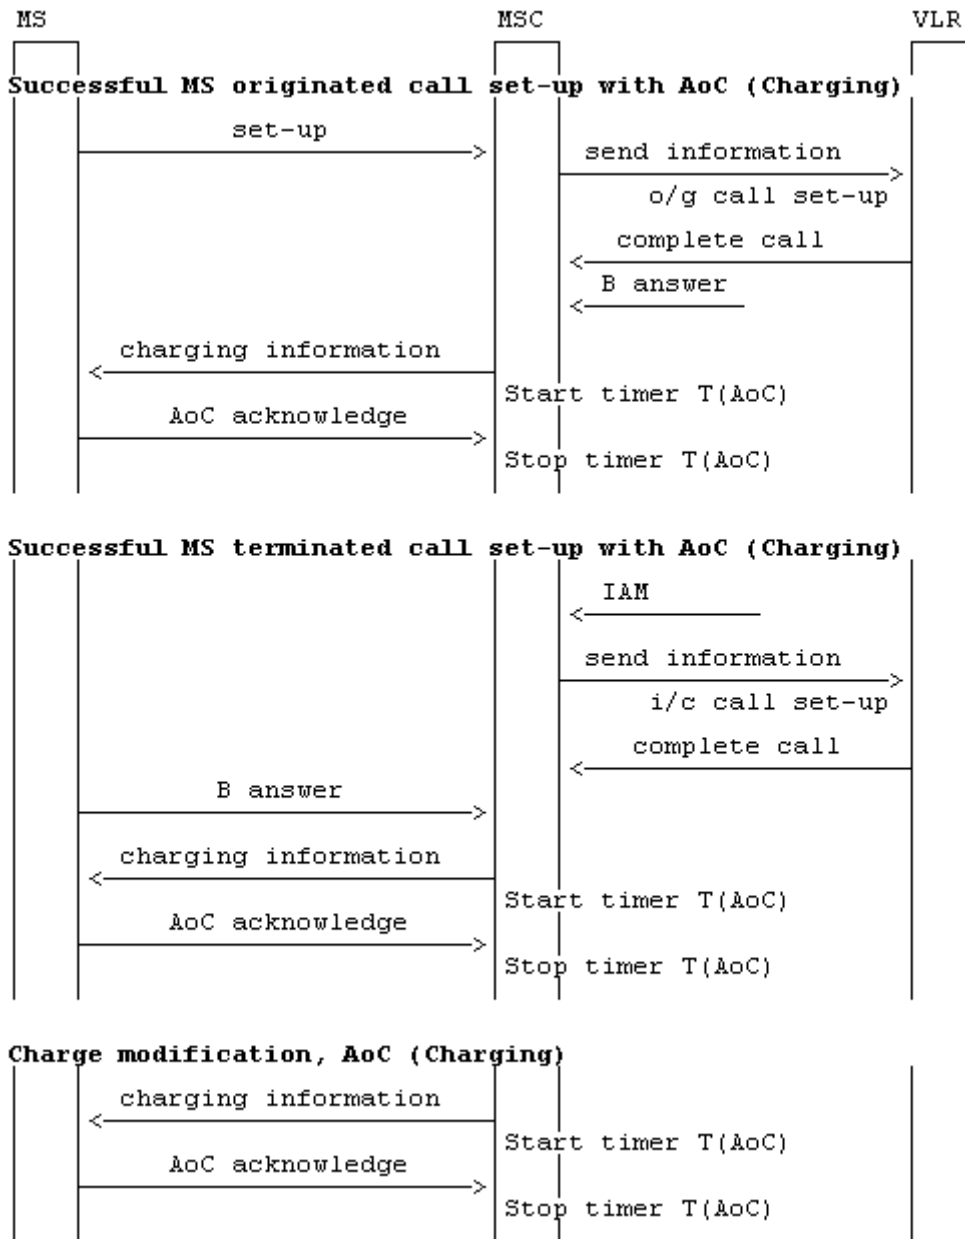 MS MSC VLR
Successful MS originated call set-up with AoC (Charging)
set-up
send information
o/g call set-up
complete call
B answer
charging information
Start timer T(AoC)
AoC acknowledge
Stop timer T(AoC)
Successful MS terminated call set-up with AoC (Charging)
IAM
send information
i/c call set-up
complete call
B answer
charging information
Start timer T(AoC)
AoC acknowledge
Stop timer T(AoC)
Charge modification, AoC (Charging)
charging information
Start timer T(AoC)
AoC acknowledge
Stop timer T(AoC)